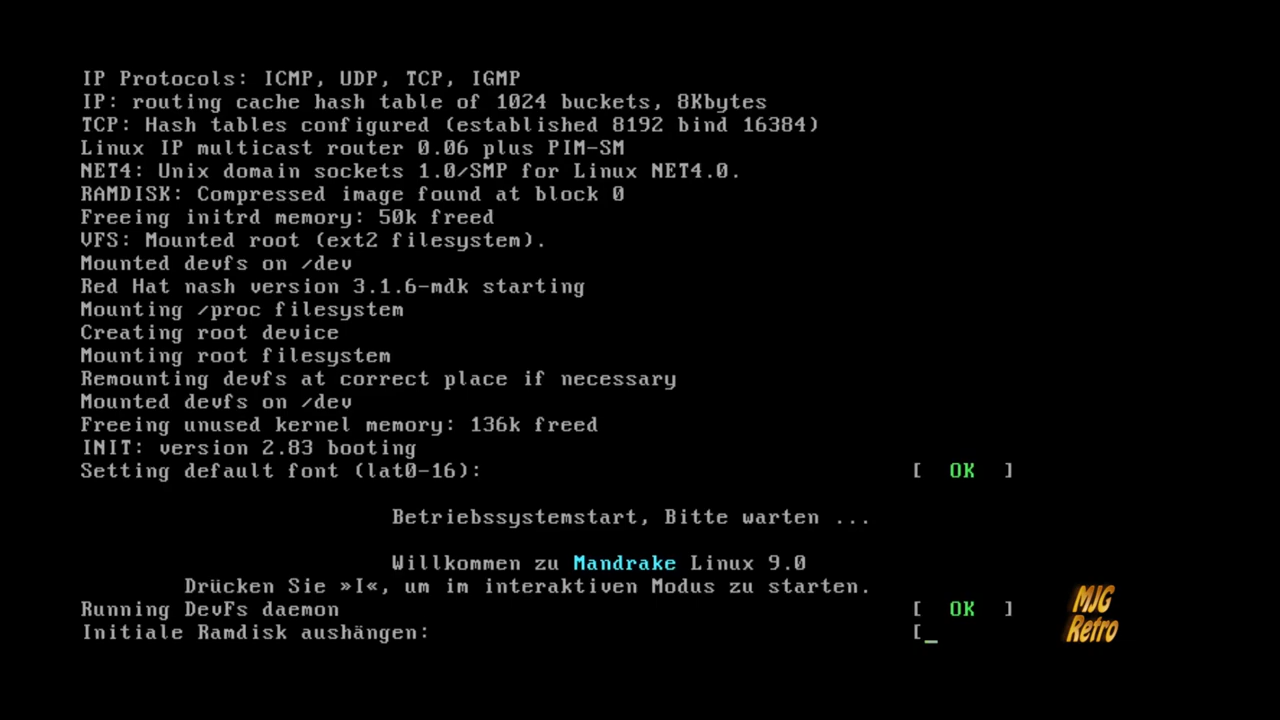 IP Protocols: ICMP, UDP, TCP, IGMP
IP: routing cache hash table of 1024 buckets, 8Kbytes
TCP: Hash tables configured (established 8192 bind 16384)
Linux IP multicast router 0.06 plus PIM-SM
NET4: Unix domain sockets 1.0/SMP for Linux NET4.0.
RAMDISK: Compressed image found at block 0
Freeing initrd memory: 50k freed
VFS: Mounted root (ext2 filesystem).
Mounted devfs on /dev
Red Hat nash version 3.1.6-mdk starting
Mounting /proc filesystem
Creating root device
Mounting root filesystem
Remounting devfs at correct place if necessary
Mounted devfs on /dev
Freeing unused kernel memory: 136k freed
INIT: version 2.83 booting
Setting default font (lat0-16): [ OK ]
Betriebssystemstart, Bitte warten ...
Willkommen zu Mandrake Linux 9.0
Drücken Sie »I«, um im interaktiven Modus zu starten.
Running DevFs daemon [ OK ]
Initiale Ramdisk aushängen: [_
MJG
Retro